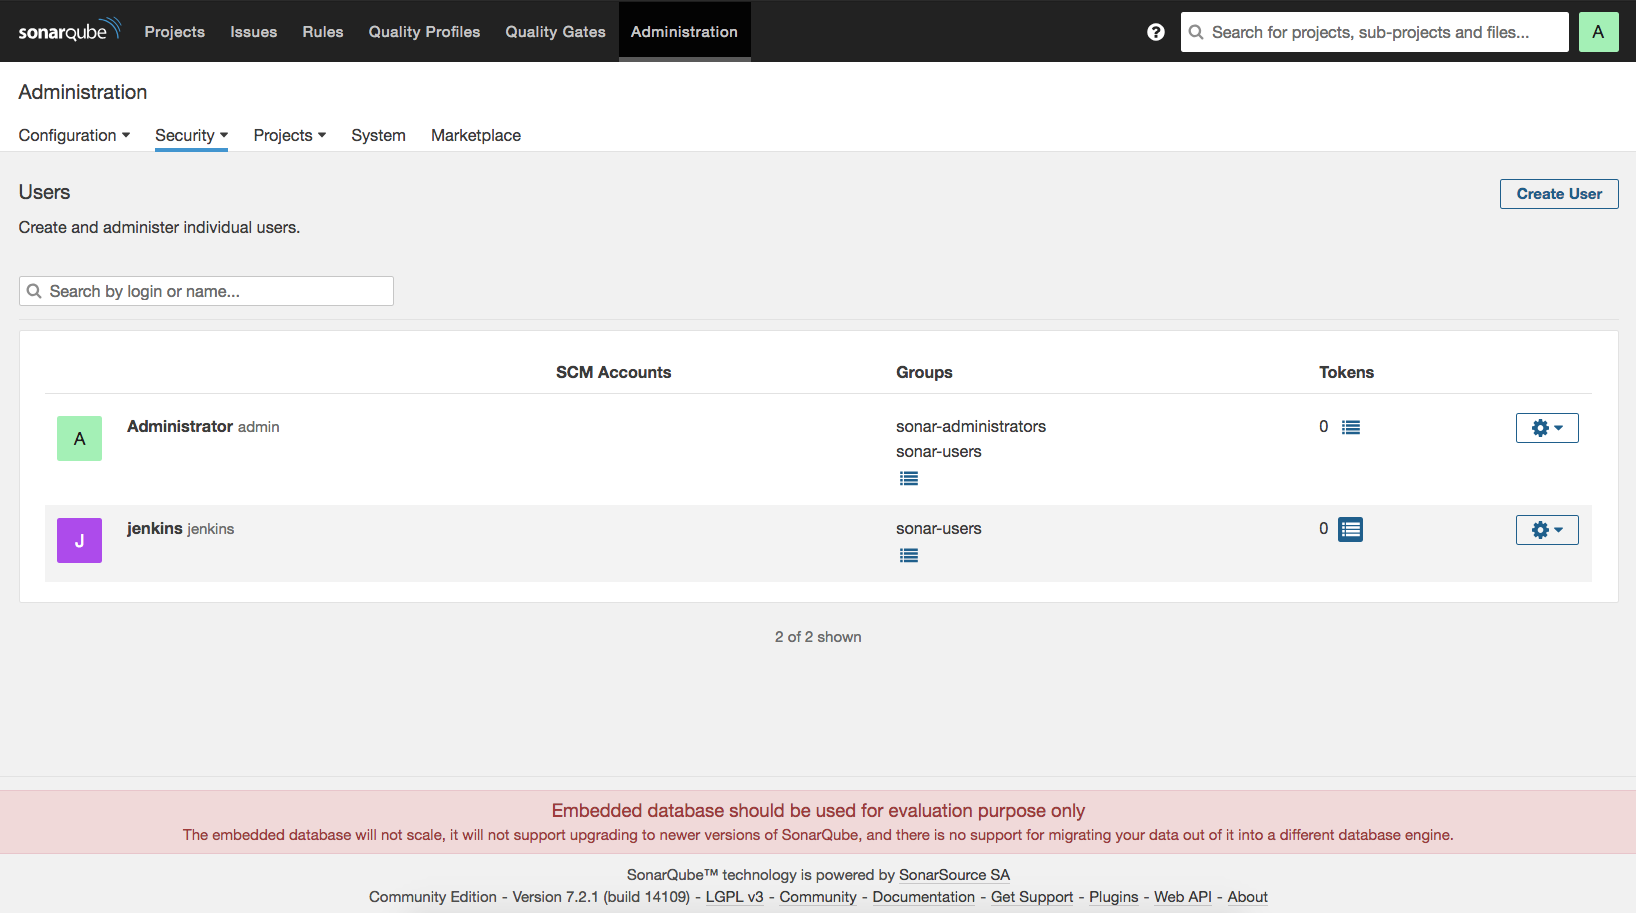 sonarqube Projects Issues Rules Quality Profiles Quality Gates Administration Search for projects, sub-projects and files... A
Administration
Configuration Security Projects System Marketplace
Users Create User
Create and administer individual users.
Search by login or name...
SCM Accounts Groups Tokens
A Administrator admin sonar-administrators 0
sonar-users
J jenkins jenkins sonar-users 0
2 of 2 shown
Embedded database should be used for evaluation purpose only
The embedded database will not scale, it will not support upgrading to newer versions of SonarQube, and there is no support for migrating your data out of it into a different database engine.
SonarQube™ technology is powered by SonarSource SA
Community Edition - Version 7.2.1 (build 14109) - LGPL v3 - Community - Documentation - Get Support - Plugins - Web API - About